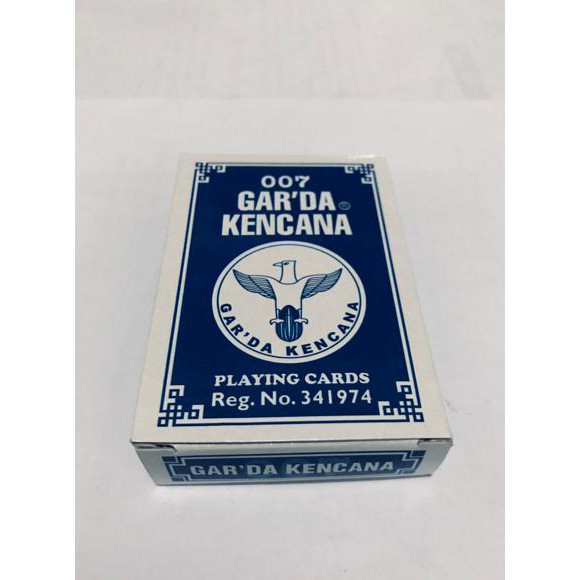 007
GAR'DA ®
KENCANA
GAR'DA KENCANA
PLAYING CARDS
Reg. No. 341974
GAR'DA KENCANA